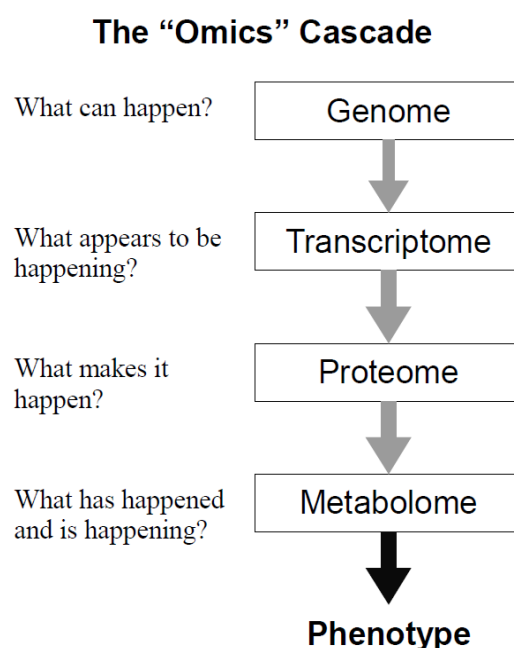 The “Omics” Cascade
What can happen?
Genome
What appears to be
happening?
Transcriptome
What makes it
happen?
Proteome
What has happened
and is happening?
Metabolome
Phenotype